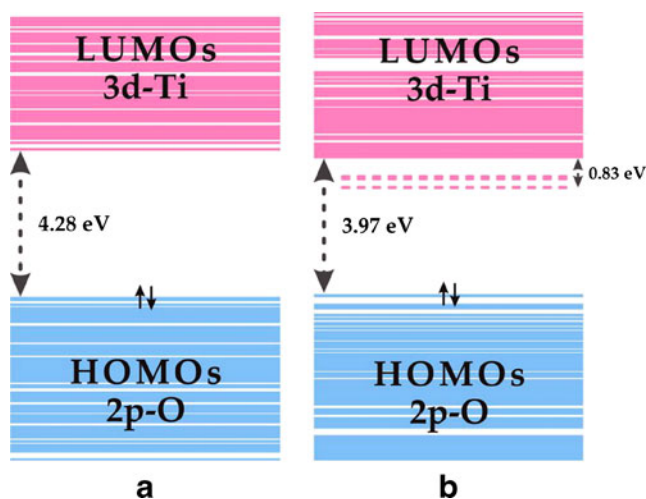 LUMOs
3d-Ti
4.28 eV
HOMOs
2p-O
a
LUMOs
3d-Ti
0.83 eV
3.97 eV
HOMOs
2p-O
b